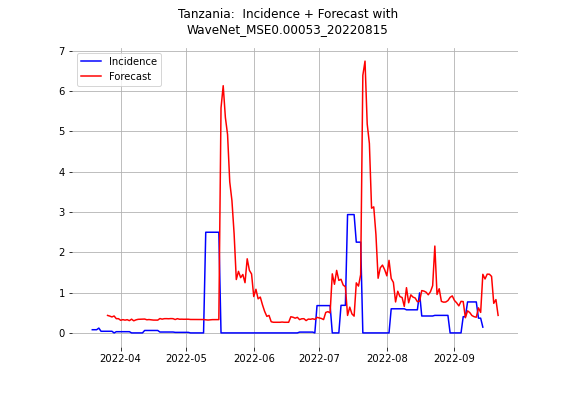 Tanzania:  Incidence + Forecast with
WaveNet_MSE0.00053_20220815
Incidence
Forecast
7
6
5
4
3
2
1
0
2022-04 2022-05 2022-06 2022-07 2022-08 2022-09